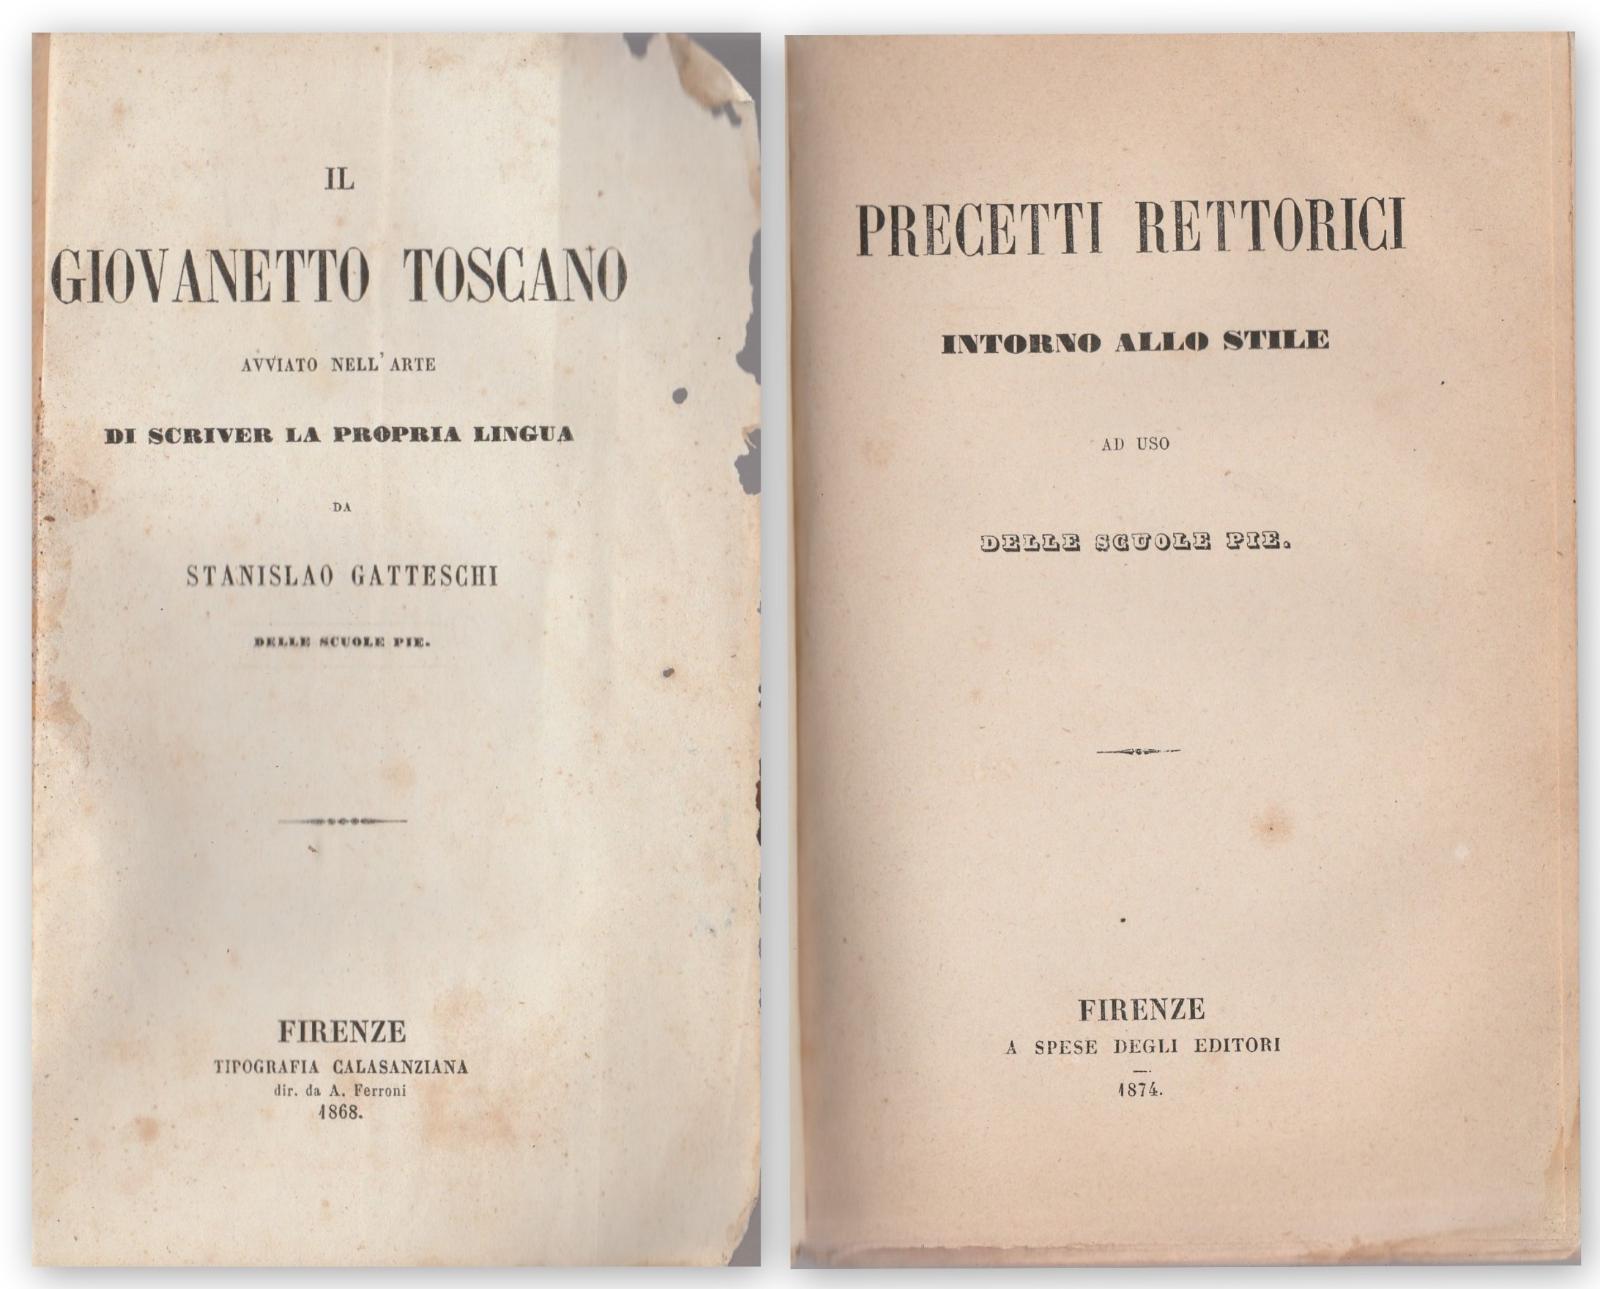 IL
GIOVANETTO TOSCANO
AVVIATO NELL' ARTE
DI SCRIVER LA PROPRIA LINGUA
DA
STANISLAO GATTESCHI
DELLE SCUOLE PIE.
FIRENZE
TIPOGRAFIA CALASANZIANA
dir. da A. Ferroni
1868.
PRECETTI RETTORICI
INTORNO ALLO STILE
AD USO
DELLE SCUOLE PIE.
FIRENZE
A SPESE DEGLI EDITORI
1874.